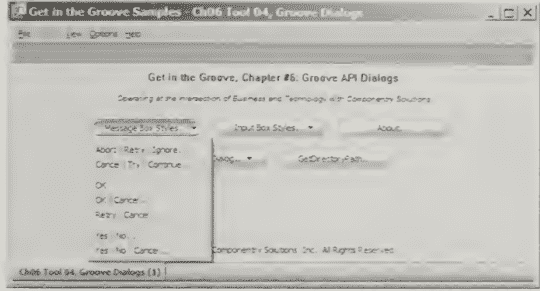 Get in the Groove Samples - Ch06 Tool 04, Groove Dialogs
File View Options Help
Get in the Groove, Chapter #6: Groove API Dialogs
Operating at the intersection of Business and Technology with Componentry Solutions
Message Box Styles... Input Box Styles... About...
Abort Retry Ignore...
Cancel Try Continue...
Dialog... GetDirectoryPath...
OK
OK Cancel...
Retry Cancel
Yes No...
Yes No Cancel...
Componentry Solutions, Inc. All Rights Reserved
Ch06 Tool 04, Groove Dialogs (1)